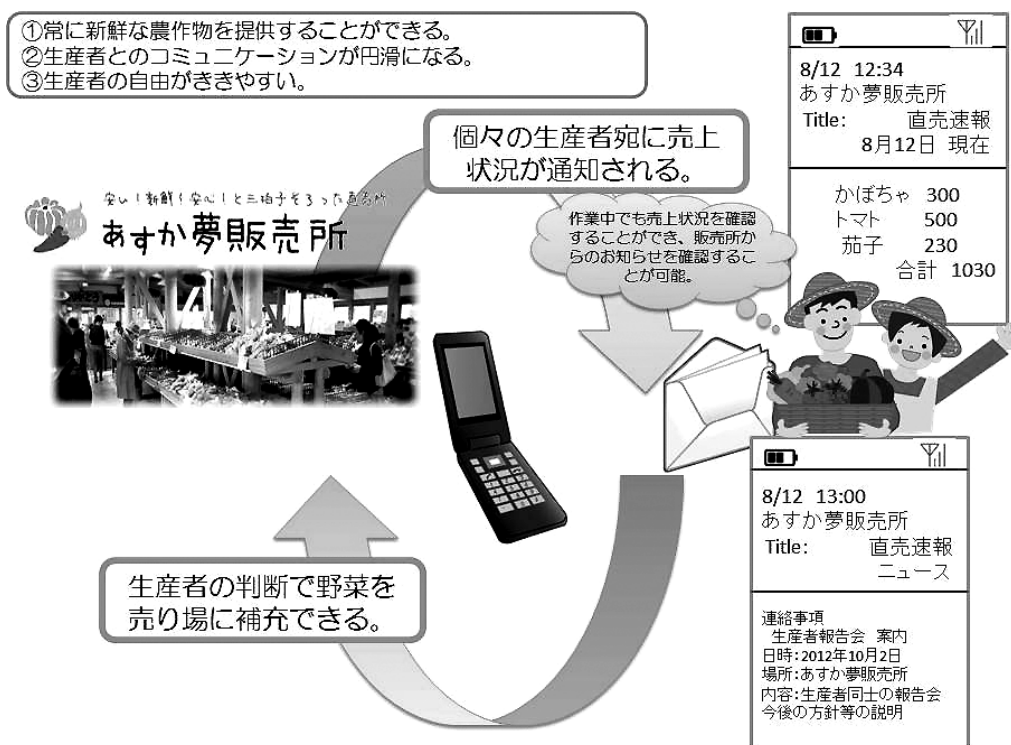 ①常に新鮮な農作物を提供することができる。
②生産者とのコミュニケーションが円滑になる。
③生産者の自由がききやすい。
個々の生産者宛に売上
状況が通知される。
安い!新鮮!安心!と三拍子そろった直売所
あすか夢販売所
作業中でも売上状況を確認
することができ、販売所か
らのお知らせを確認するこ
とが可能。
8/12 12:34
あすか夢販売所
Title: 直売速報
8月12日 現在
かぼちゃ 300
トマト 500
茄子 230
合計 1030
生産者の判断で野菜を
売り場に補充できる。
8/12 13:00
あすか夢販売所
Title: 直売速報
ニュース
連絡事項
生産者報告会 案内
日時:2012年10月2日
場所:あすか夢販売所
内容:生産者同士の報告会
今後の方針等の説明